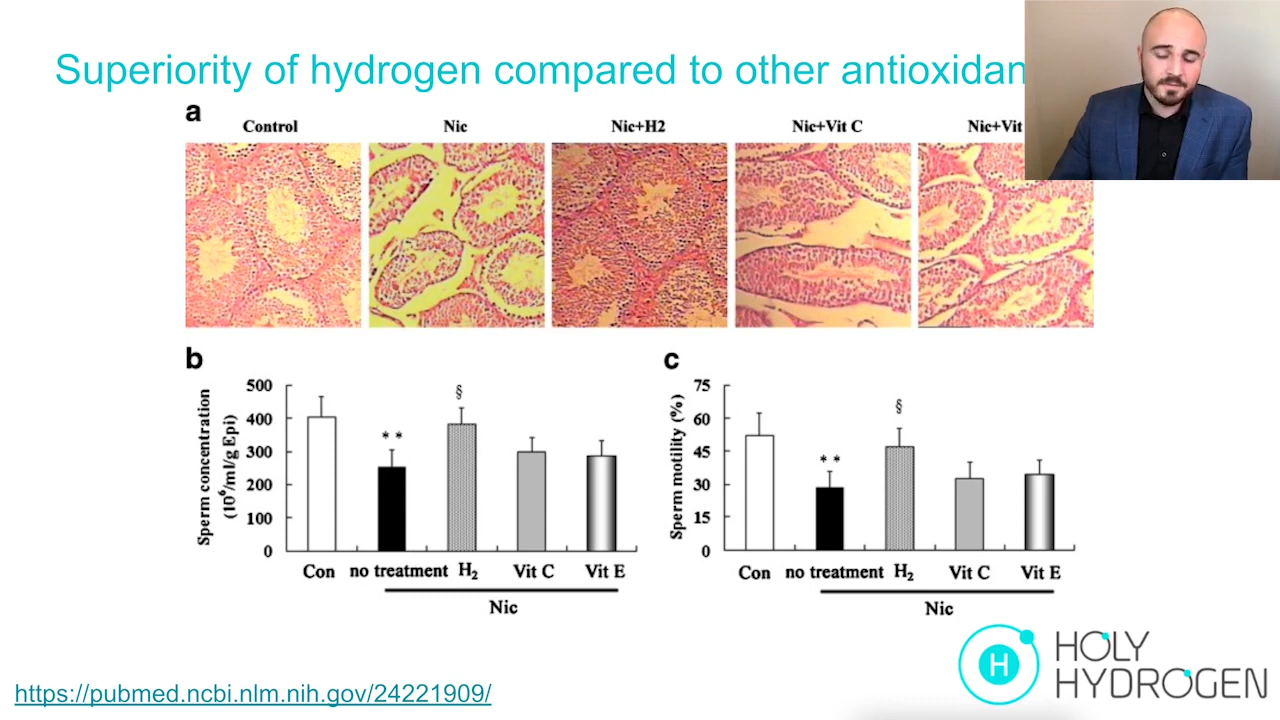 Superiority of hydrogen compared to other antioxidan
a
Control Nic Nic+H2 Nic+Vit C Nic+Vit
b
Sperm concentration
(10⁶/ml/g Epi)
500
400
300
200
100
0
**
§
Con no treatment H₂ Vit C Vit E
Nic
c
Sperm motility (%)
75
60
45
30
15
0
**
§
Con no treatment H₂ Vit C Vit E
Nic
H
HOLY
HYDROGEN
https://pubmed.ncbi.nlm.nih.gov/24221909/